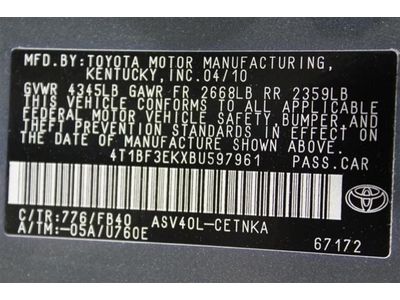 MFD.BY:TOYOTA MOTOR MANUFACTURING,
KENTUCKY,INC.04/10
GVWR 4345LB GAWR FR 2668LB RR 2359LB
THIS VEHICLE CONFORMS TO ALL APPLICABLE
FEDERAL MOTOR VEHICLE SAFETY,BUMPER,AND
THEFT PREVENTION STANDARDS IN EFFECT ON
THE DATE OF MANUFACTURE SHOWN ABOVE.
4T1BF3EKXBU597961 PASS.CAR
C/TR:776/FB40 ASV40L-CETNKA
A/TM:-05A/U760E
TOYOTA
67172